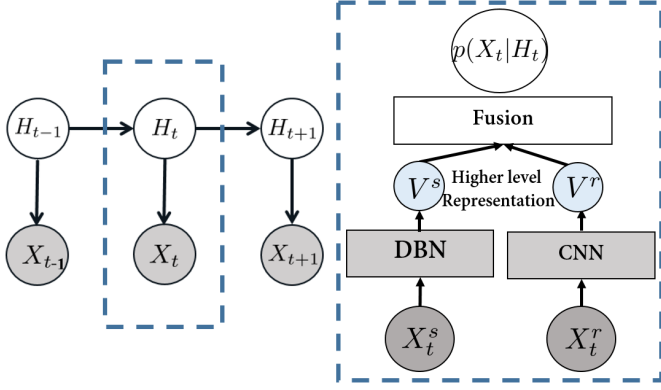 H_{t-1} H_t H_{t+1}
X_{t-1} X_t X_{t+1}
p(X_t|H_t)
Fusion
V^s Higher level V^r
Representation
DBN CNN
X_t^s X_t^r